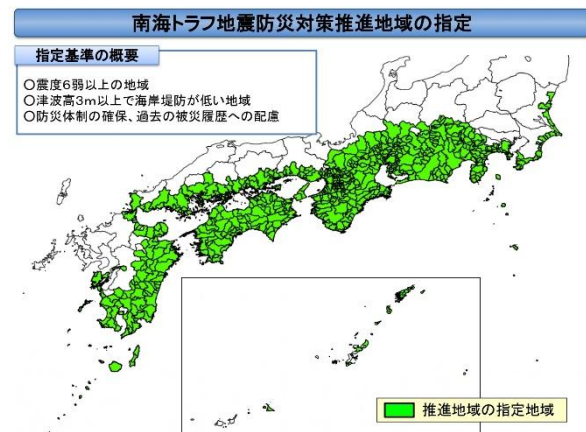 南海トラフ地震防災対策推進地域の指定
指定基準の概要
○震度6弱以上の地域
○津波高3m以上で海岸堤防が低い地域
○防災体制の確保、過去の被災履歴への配慮
推進地域の指定地域